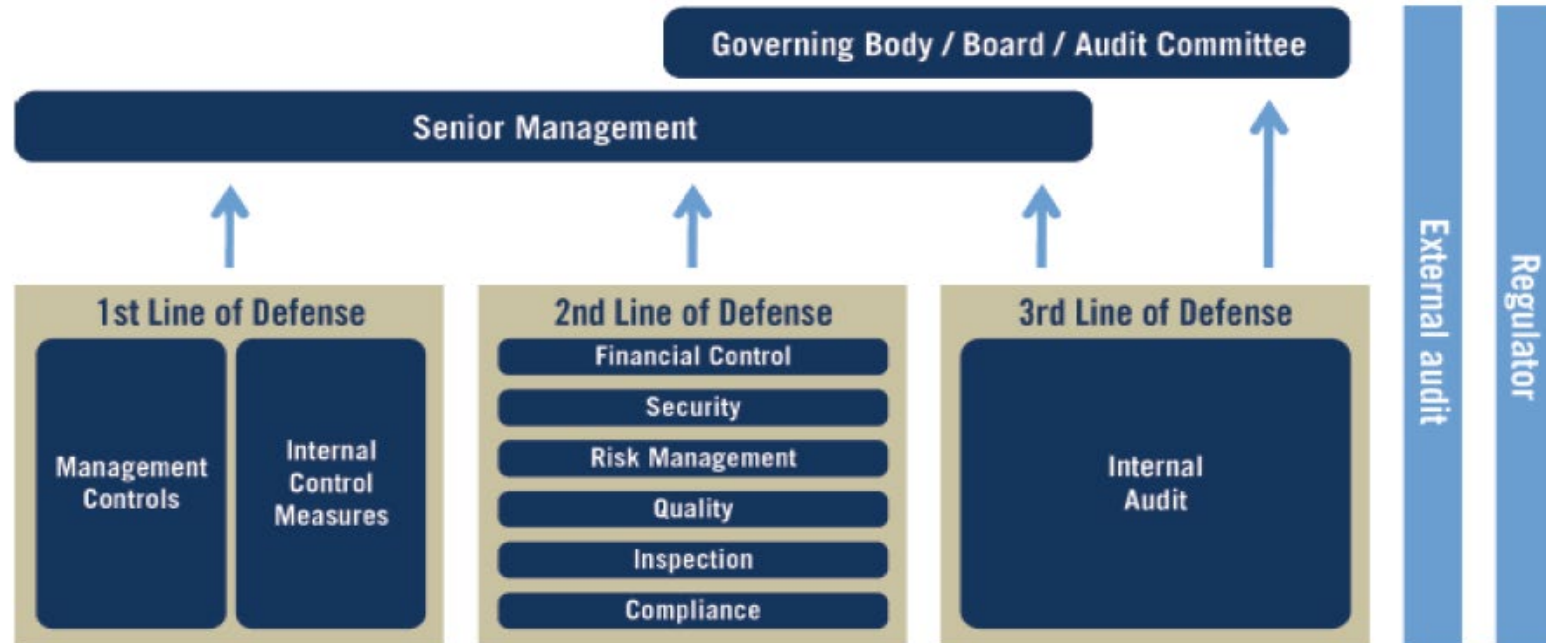 Governing Body / Board / Audit Committee
Senior Management
1st Line of Defense
Management
Controls
Internal
Control
Measures
2nd Line of Defense
Financial Control
Security
Risk Management
Quality
Inspection
Compliance
3rd Line of Defense
Internal
Audit
External audit
Regulator